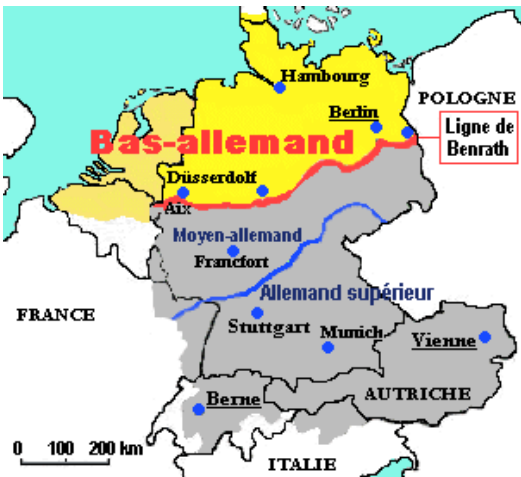 Hambourg
POLOGNE
Berlin
Ligne de
Benrath
Bas-allemand
Düsserdolf
Aix
Moyen-allemand
Francfort
Allemand supérieur
FRANCE
Stuttgart
Munich
Vienne
Berne
AUTRICHE
0 100 200 km
ITALIE